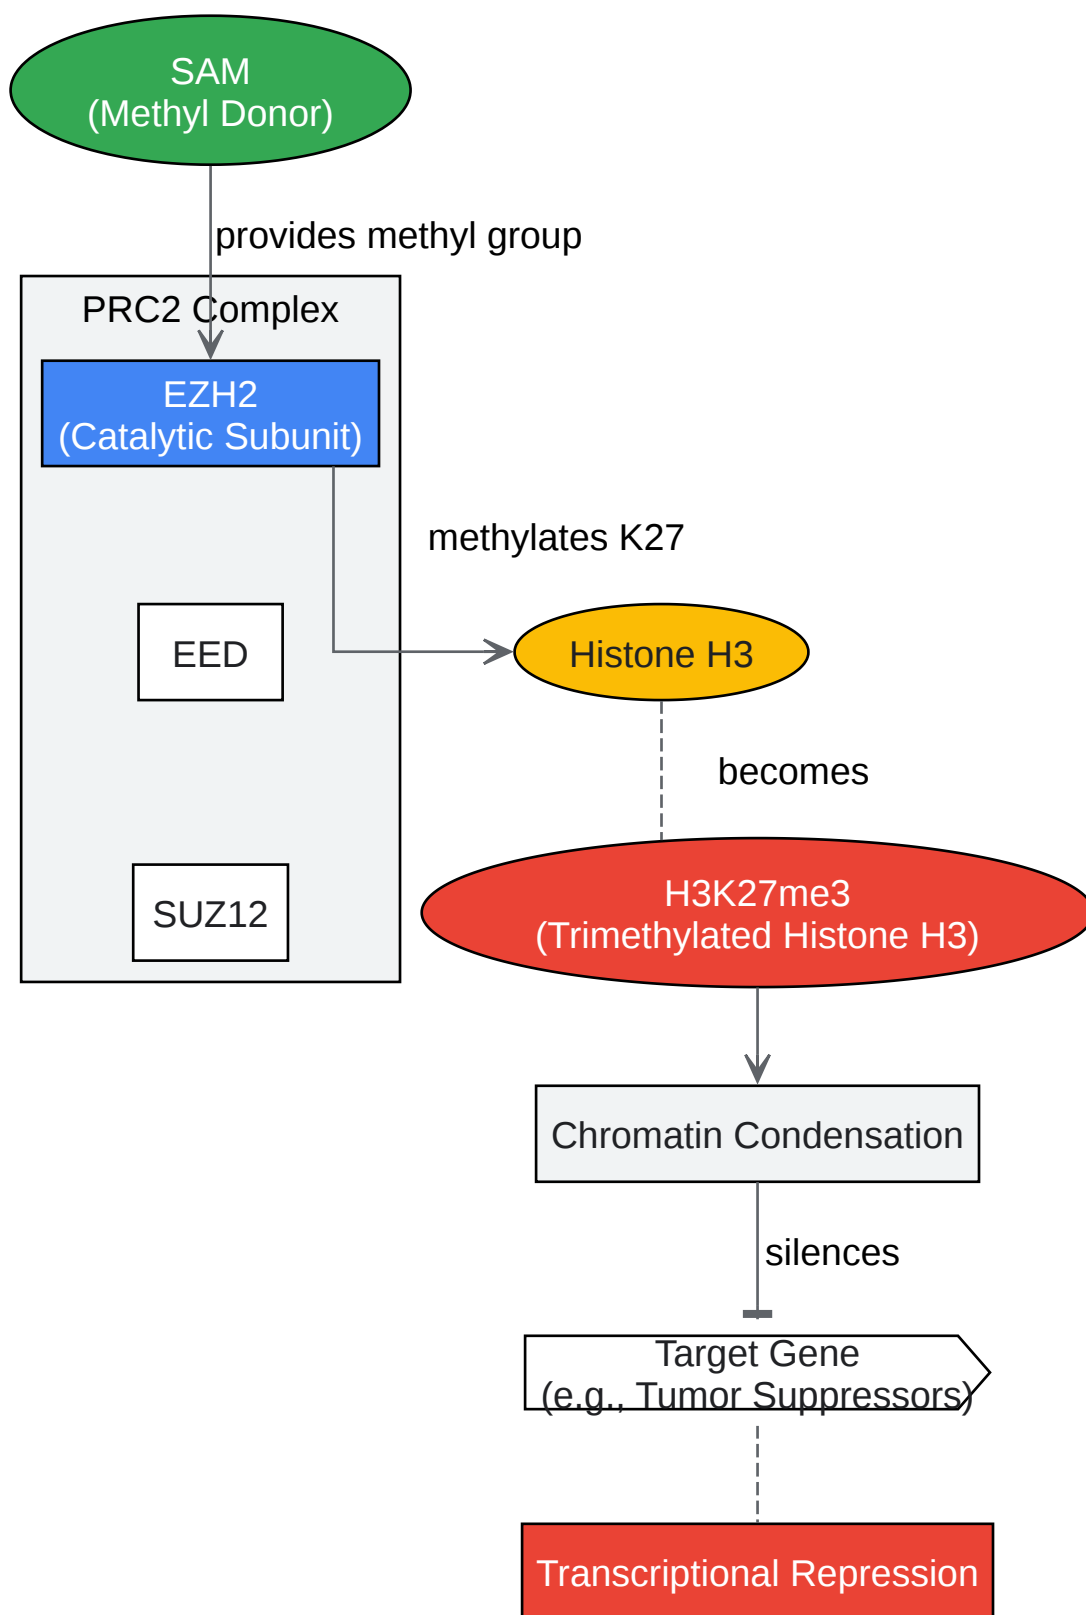 SAM
(Methyl Donor)
provides methyl group
PRC2 Complex
EZH2
(Catalytic Subunit)
methylates K27
EED
Histone H3
becomes
SUZ12
H3K27me3
(Trimethylated Histone H3)
Chromatin Condensation
silences
Target Gene
(e.g., Tumor Suppressors)
Transcriptional Repression